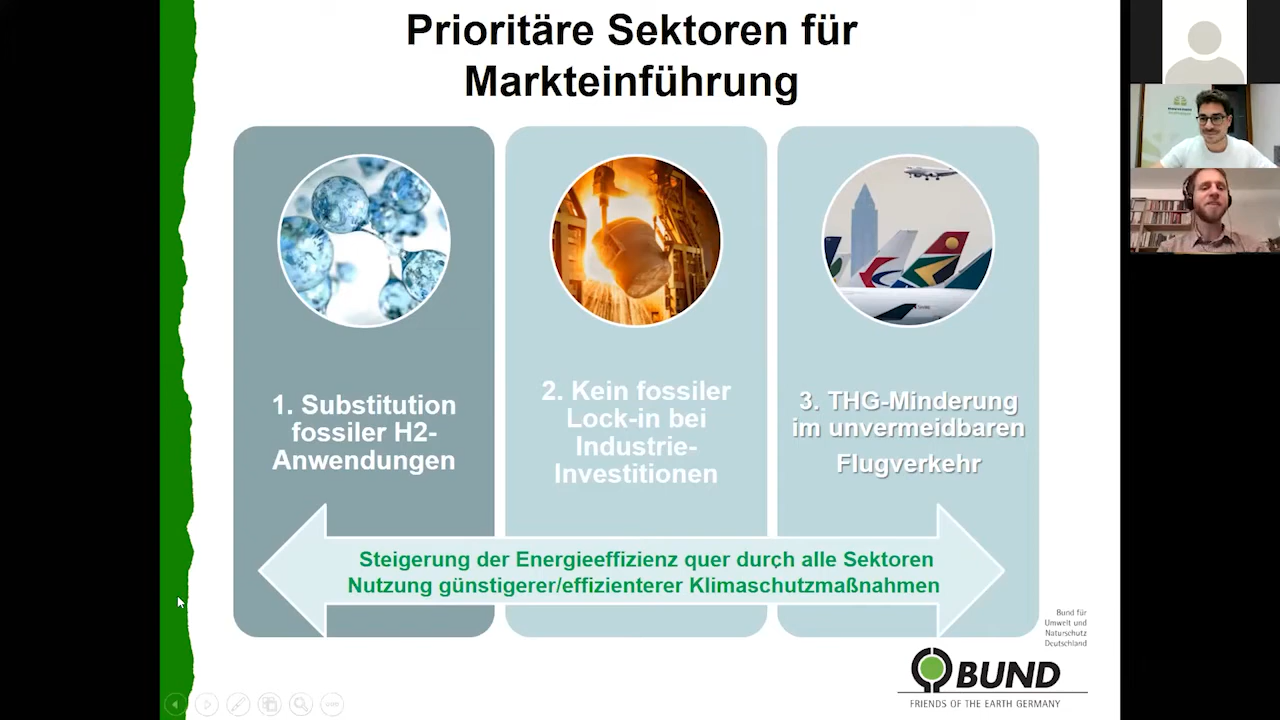 Prioritäre Sektoren für
Markteinführung
1. Substitution
fossiler H2-
Anwendungen
2. Kein fossiler
Lock-in bei
Industrie-
Investitionen
3. THG-Minderung
im unvermeidbaren
Flugverkehr
Steigerung der Energieeffizienz quer durch alle Sektoren
Nutzung günstigerer/effizienterer Klimaschutzmaßnahmen
Bund für
Umwelt und
Naturschutz
Deutschland
BUND
FRIENDS OF THE EARTH GERMANY